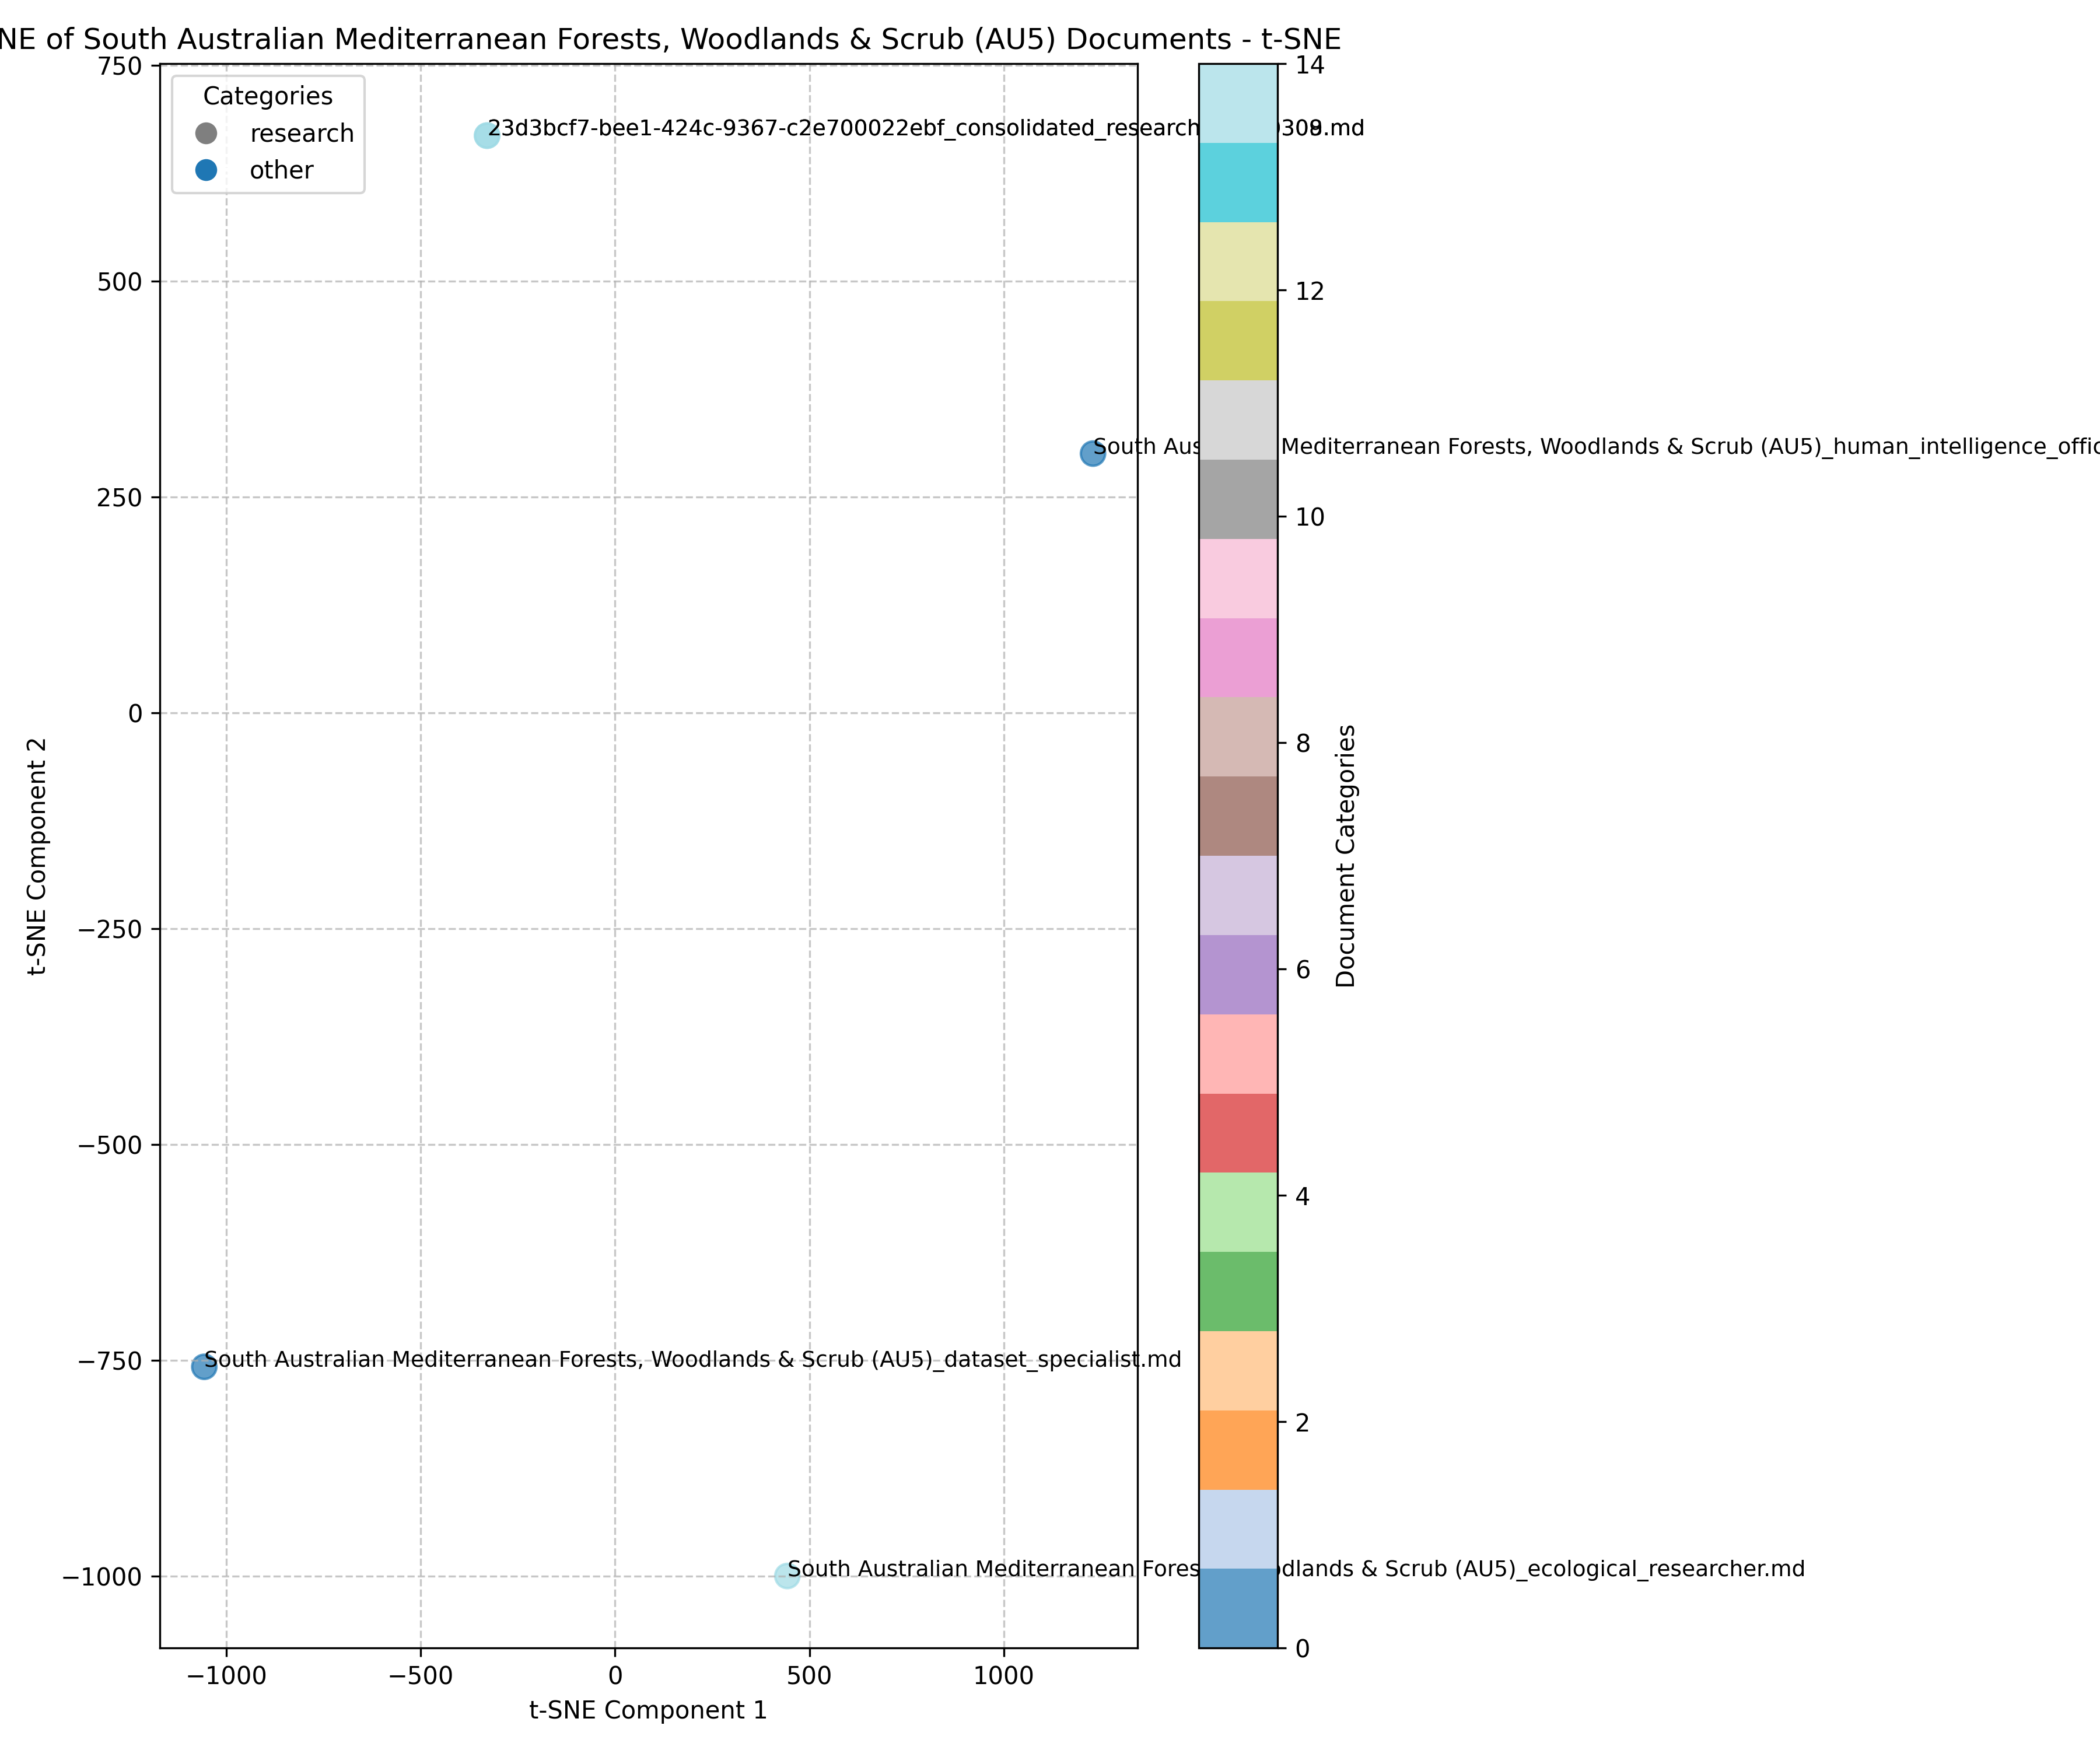 NE of South Australian Mediterranean Forests, Woodlands & Scrub (AU5) Documents - t-SNE
Categories
research
other
23d3bcf7-bee1-424c-9367-c2e700022ebf_consolidated_research
.md
South Aus
Mediterranean Forests, Woodlands & Scrub (AU5)_human_intelligence_offic
South Australian Mediterranean Forests, Woodlands & Scrub (AU5)_dataset_specialist.md
South Australian Mediterranean Fores
dlands & Scrub (AU5)_ecological_researcher.md
750
500
250
0
−250
−500
−750
−1000
t-SNE Component 2
−1000
−500
0
500
1000
t-SNE Component 1
14
12
10
8
6
4
2
0
Document Categories